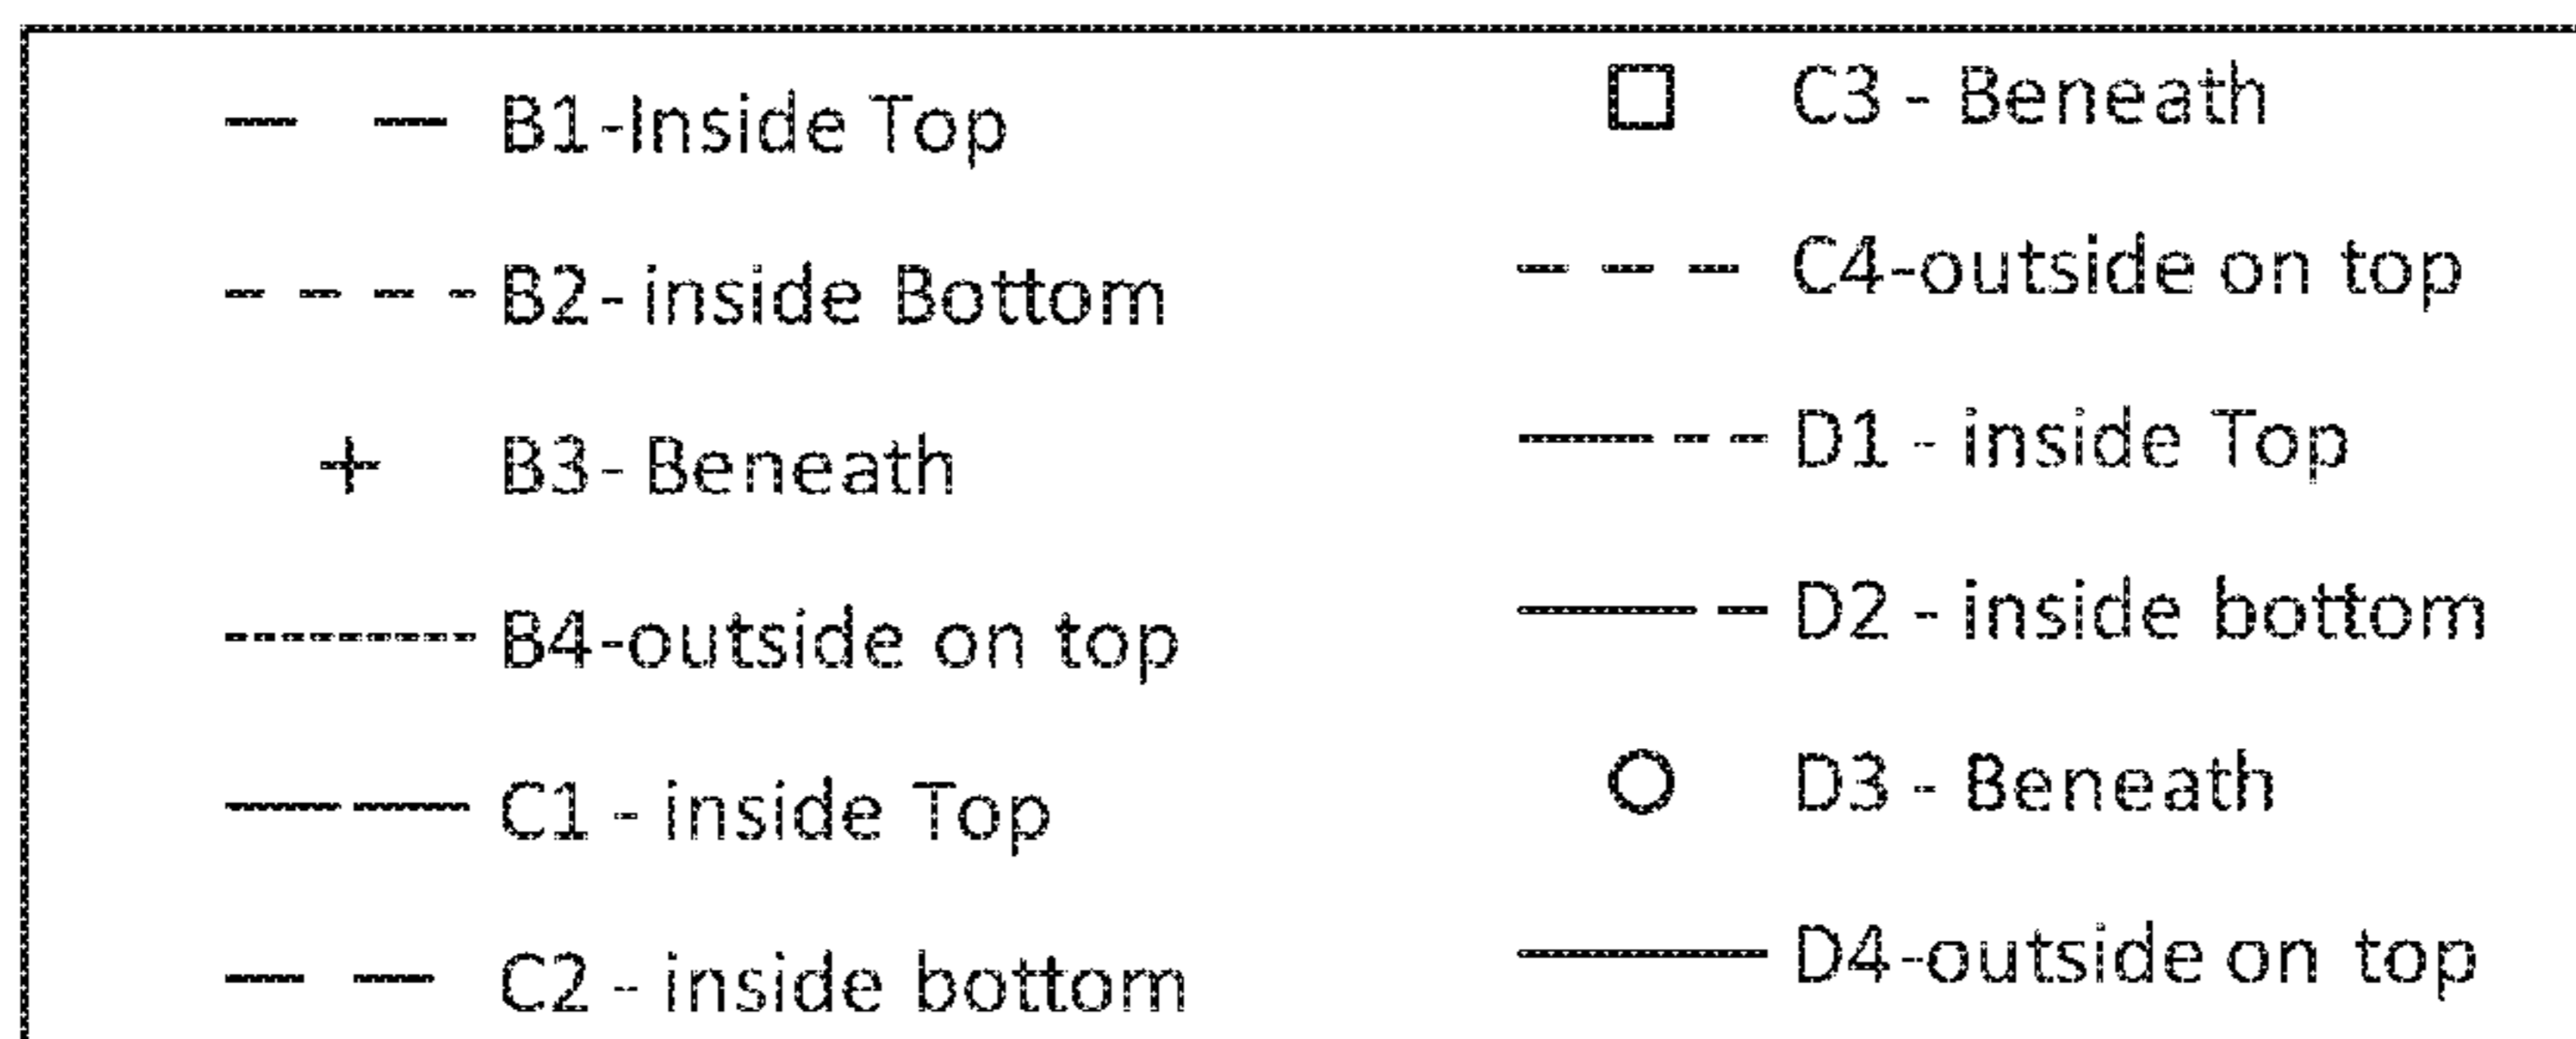 B1-Inside Top
B2- inside Bottom
B3- Beneath
B4-outside on top
C1 - inside Top
C2 - inside bottom
C3 - Beneath
C4-outside on top
D1 - inside Top
D2 - inside bottom
D3 - Beneath
D4-outside on top